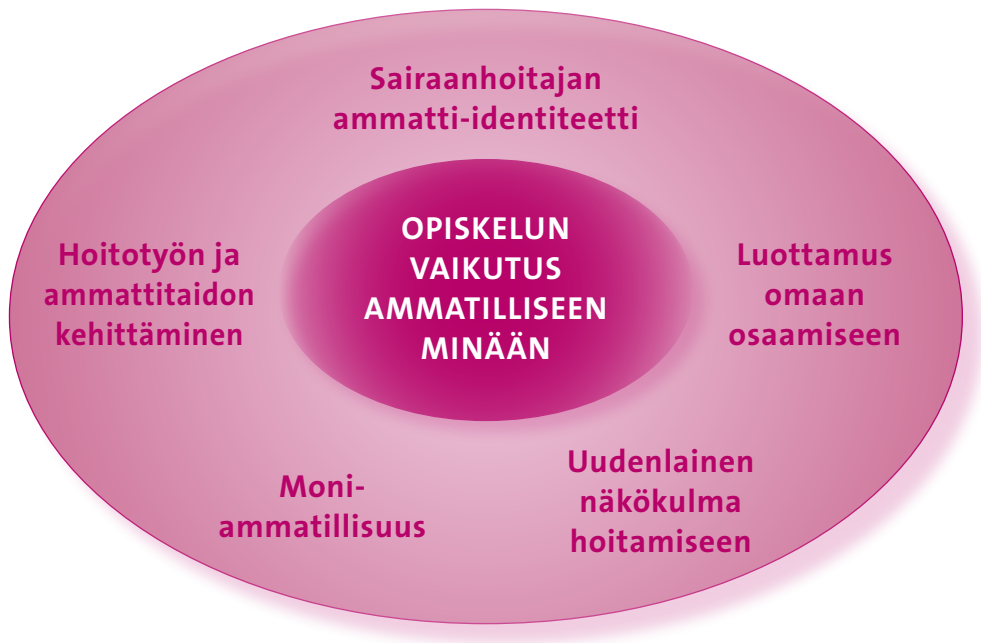 Sairaanhoitajan
ammatti-identiteetti
OPISKELUN
VAIKUTUS
AMMATILLISEEN
MINÄÄN
Hoitotyön ja
ammattitaidon
kehittäminen
Luottamus
omaan
osaamiseen
Moni-
ammatillisuus
Uudenlainen
näkökulma
hoitamiseen